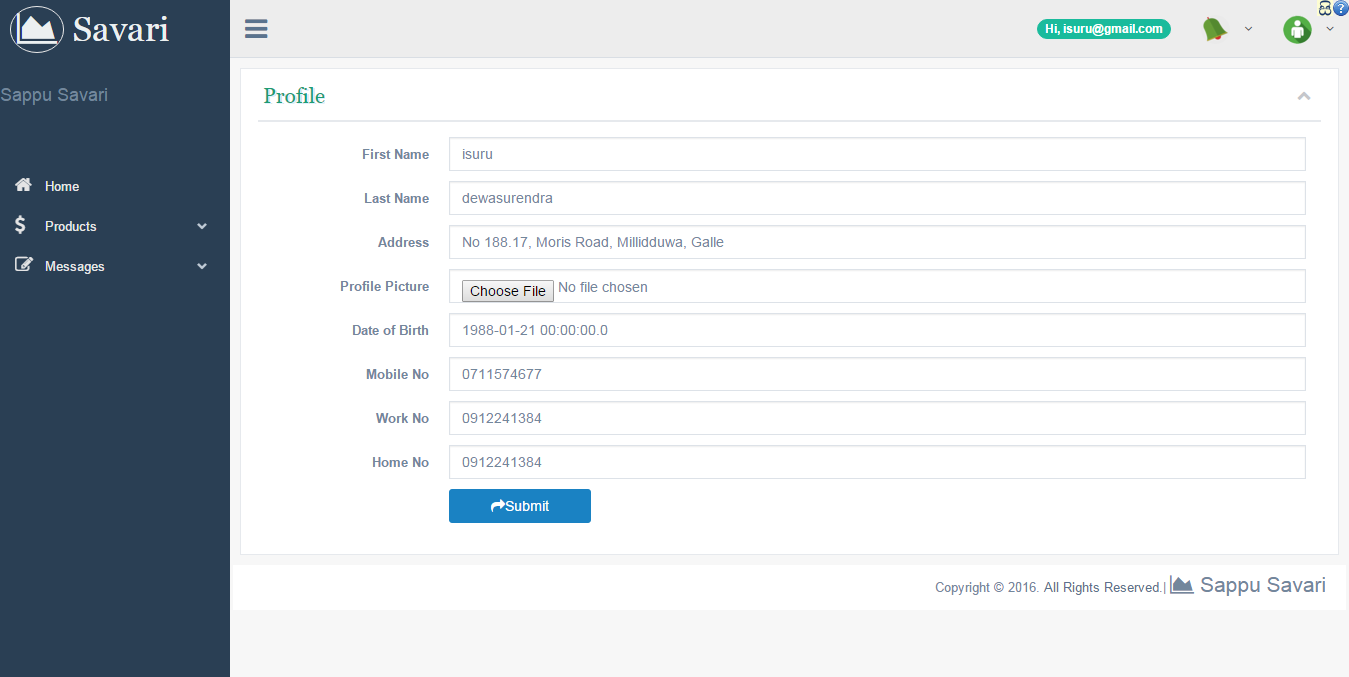 Savari
Hi, isuru@gmail.com
Sappu Savari
Home
Products
Messages
Profile
First Name isuru
Last Name dewasurendra
Address No 188.17, Moris Road, Millidduwa, Galle
Profile Picture Choose File No file chosen
Date of Birth 1988-01-21 00:00:00.0
Mobile No 0711574677
Work No 0912241384
Home No 0912241384
Submit
Copyright © 2016. All Rights Reserved.| Sappu Savari